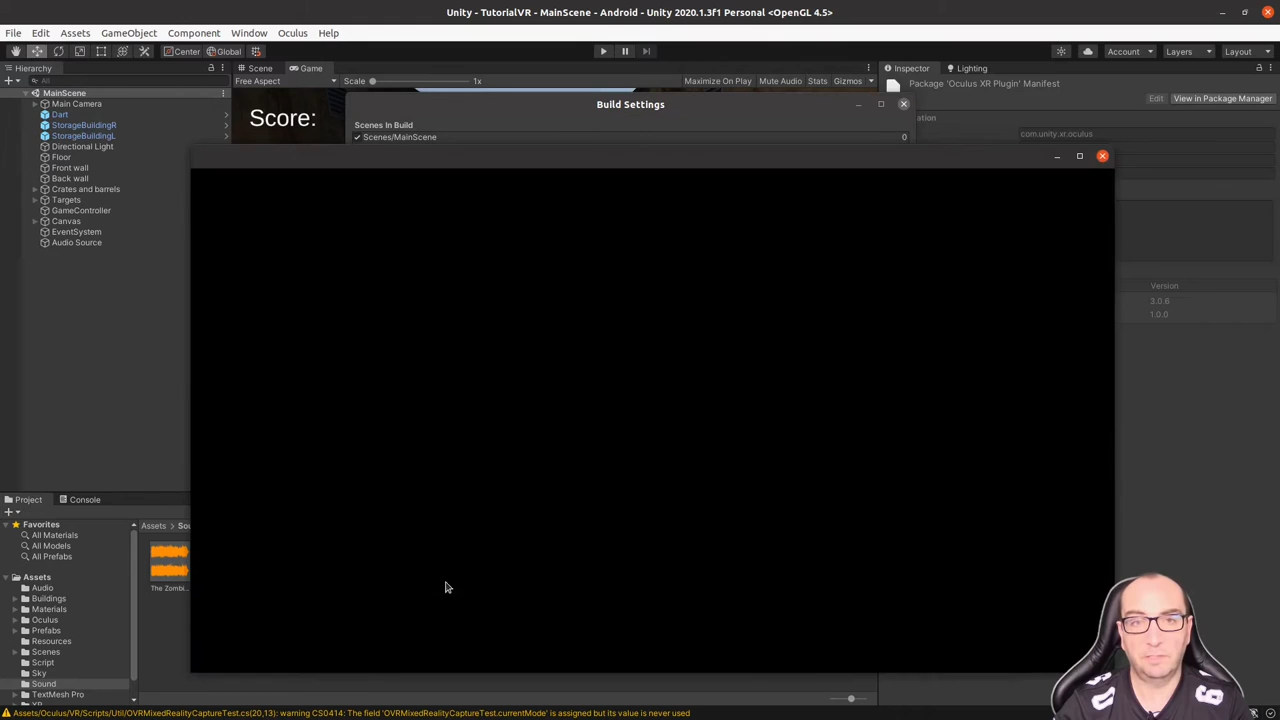 Unity - TutorialVR - MainScene - Android - Unity 2020.1.3f1 Personal <OpenGL 4.5>
File Edit Assets GameObject Component Window Oculus Help
Center Global Account Layers Layout
Hierarchy Scene Game Inspector Lighting
All Free Aspect Scale 1x Maximize On Play Mute Audio Stats Gizmos
Package 'Oculus XR Plugin' Manifest
Edit View in Package Manager
MainScene
Main Camera
Dart
StorageBuildingR
StorageBuildingL
Directional Light
Floor
Front wall
Back wall
Crates and barrels
Targets
GameController
Canvas
EventSystem
Audio Source
Score:
Build Settings
Scenes In Build
Scenes/MainScene 0
ation
com.unity.xr.oculus
Version
3.0.6
1.0.0
Project Console
Favorites
All Materials
All Models
All Prefabs
Assets
Audio
Buildings
Materials
Oculus
Prefabs
Resources
Scenes
Script
Sky
Sound
TextMesh Pro
XR
Assets > Sou
The Zombi...
Assets/Oculus/VR/Scripts/Util/OVRMixedRealityCaptureTest.cs(20,13): warning CS0414: The field 'OVRMixedRealityCaptureTest.currentMode' is assigned but its value is never used